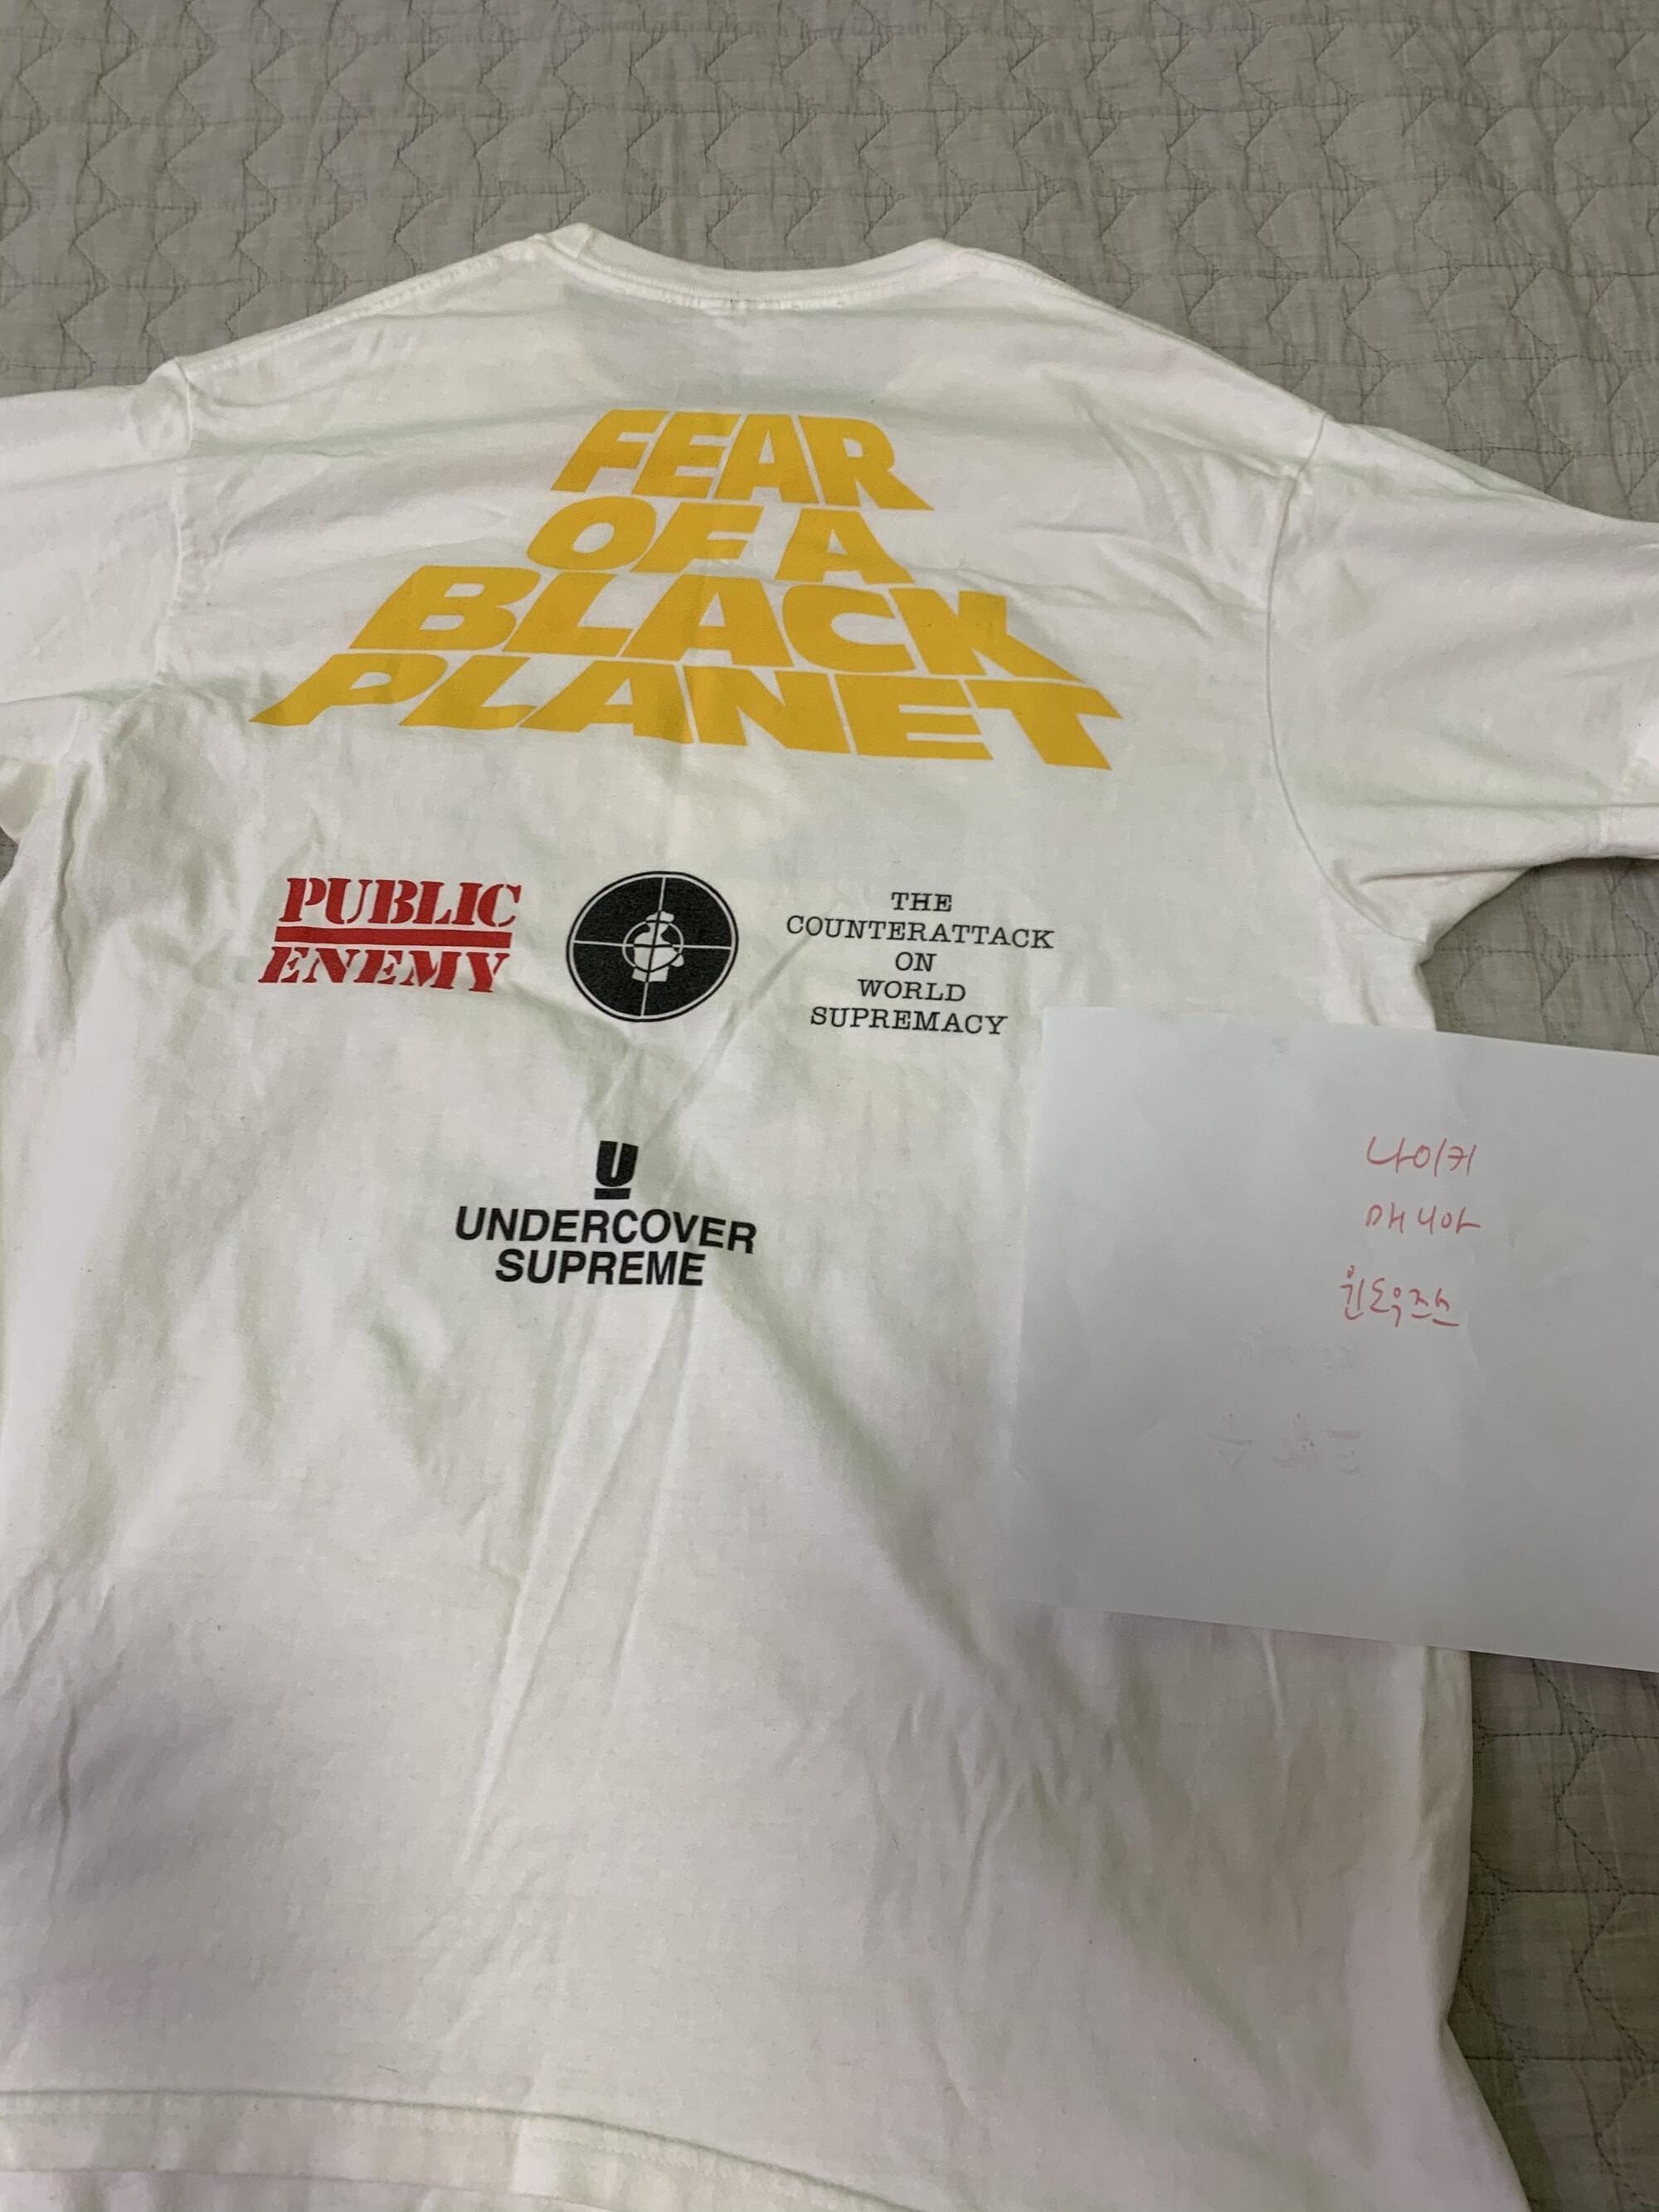 FEAR
OF A
BLACK
PLANET
PUBLIC
ENEMY
THE
COUNTERATTACK
ON
WORLD
SUPREMACY
U
UNDERCOVER
SUPREME
나이키
매니아
윈도우즈스